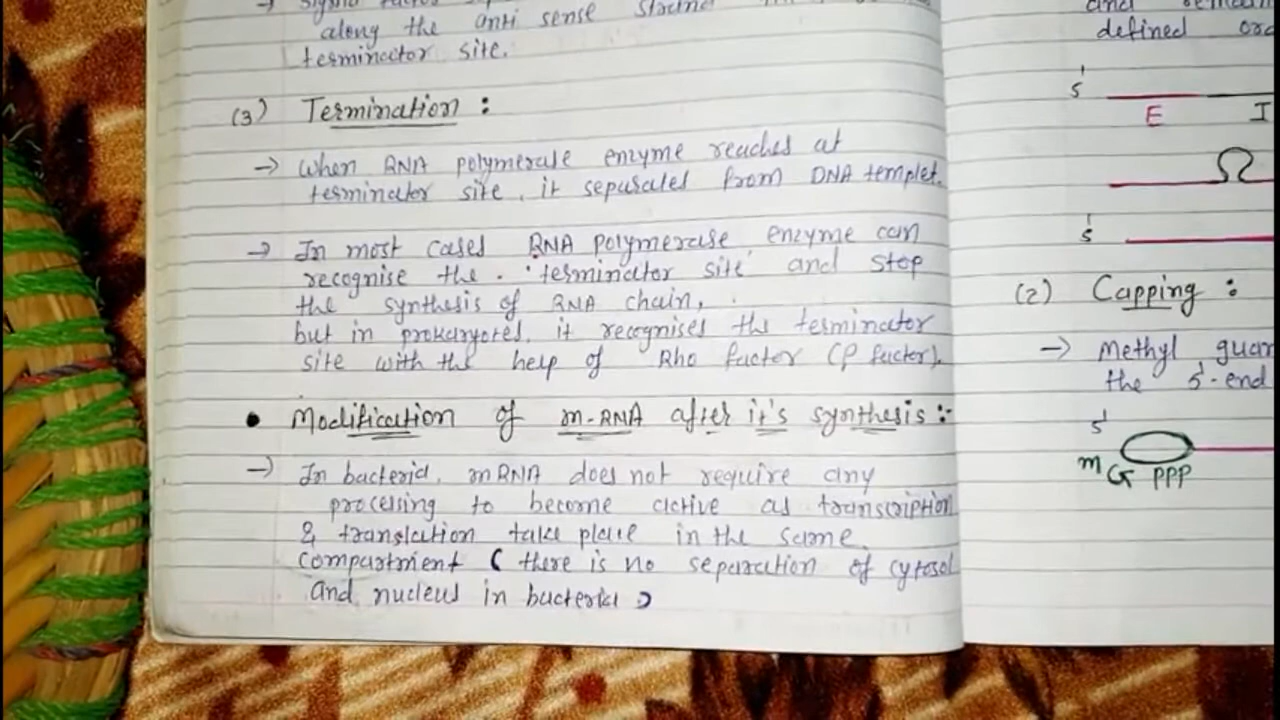 along the anti sense
terminator site.
(3) Termination :
→ When RNA polymerase enzyme reaches at
terminator site, it separates from DNA templet.
→ In most cases RNA polymerase enzyme can
recognise the 'terminator site' and stop
the synthesis of RNA chain,
but in prokaryotes, it recognises the terminator
site with the help of Rho factor (ρ factor).
• Modification of m-RNA after it's synthesis :-
→ In bacteria, mRNA does not require any
processing to become active as transcription
& translation take place in the same
compartment ( there is no separation of cytosol
and nucleus in bacteria )
defined
5'
E I
5'
(2) Capping :
→ Methyl
the 5'-end
5'
mG PPP